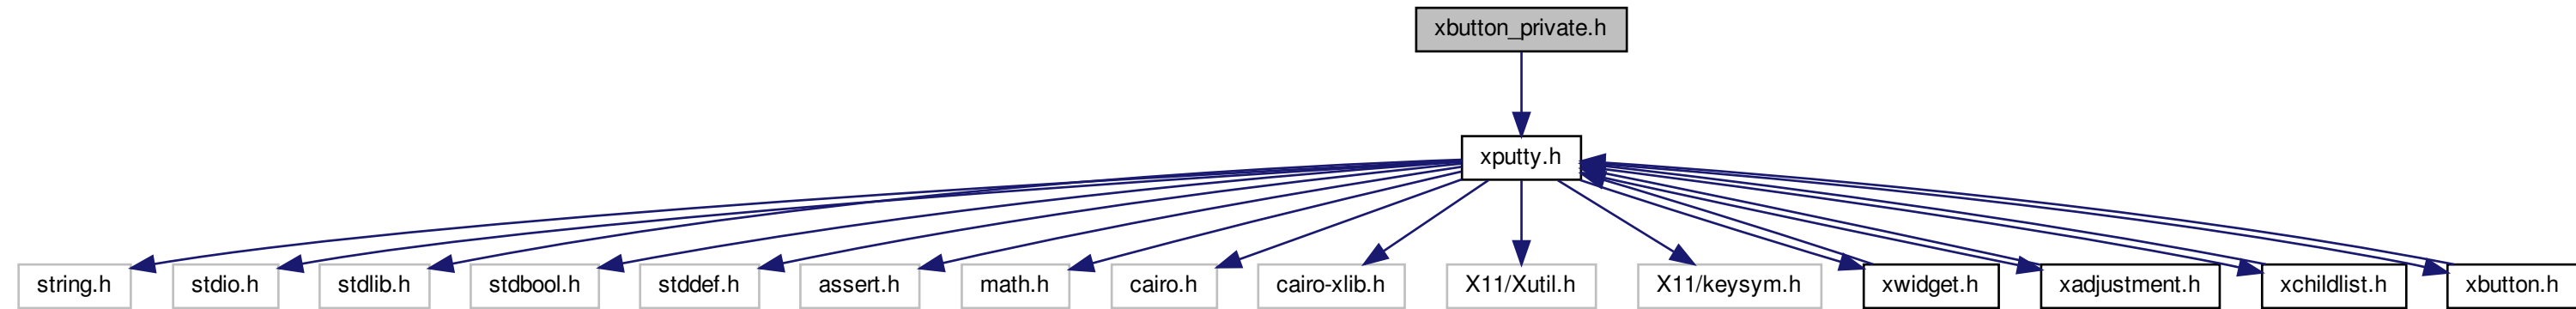 xbutton_private.h
xputty.h
string.h
stdio.h
stdlib.h
stdbool.h
stddef.h
assert.h
math.h
cairo.h
cairo-xlib.h
X11/Xutil.h
X11/keysym.h
xwidget.h
xadjustment.h
xchildlist.h
xbutton.h